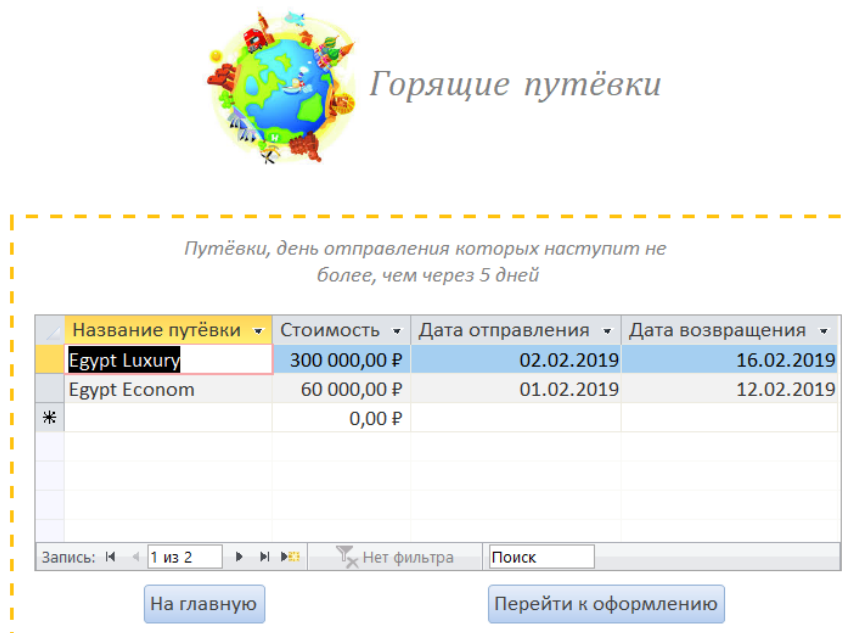 Горящие путёвки
Путёвки, день отправления которых наступит не
более, чем через 5 дней
Название путёвки Стоимость Дата отправления Дата возвращения
Egypt Luxury 300 000,00 ₽ 02.02.2019 16.02.2019
Egypt Econom 60 000,00 ₽ 01.02.2019 12.02.2019
0,00 ₽
Запись: 1 из 2 Нет фильтра Поиск
На главную Перейти к оформлению